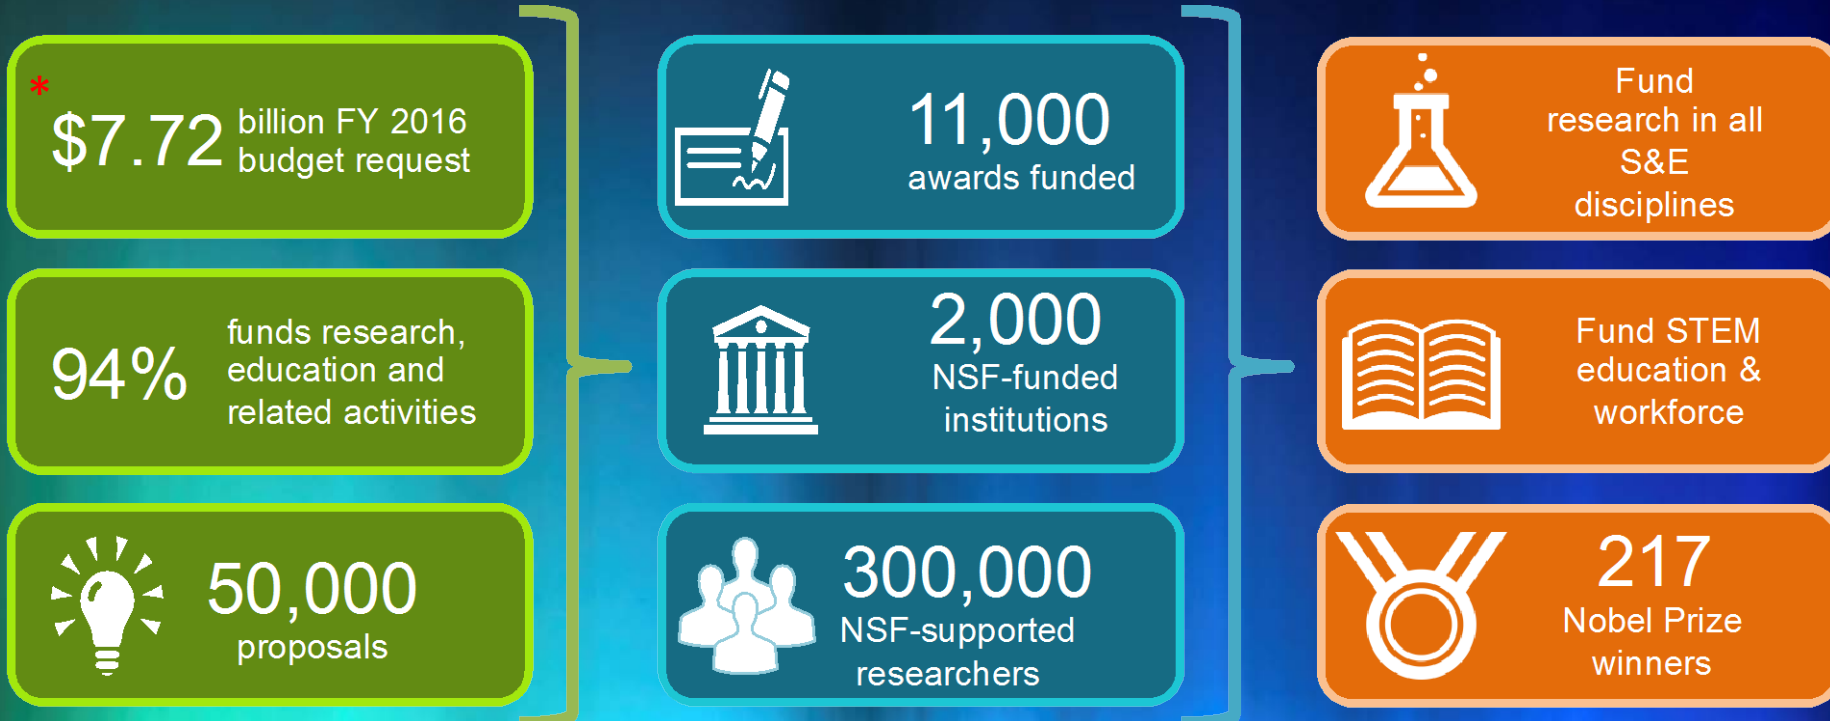 *
$7.72 billion FY 2016
budget request
94%
funds research,
education and
related activities
50,000
proposals
11,000
awards funded
2,000
NSF-funded
institutions
300,000
NSF-supported
researchers
Fund
research in all
S&E
disciplines
Fund STEM
education &
workforce
217
Nobel Prize
winners